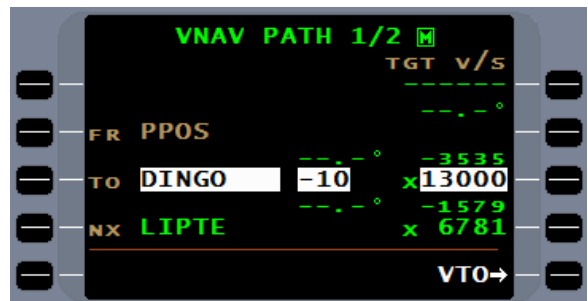 VNAV PATH 1/2 M
TGT V/S
------
--.-°
FR PPOS
--.-° -3535
TO DINGO -10 x13000
--.-° -1579
NX LIPTE x 6781
VTO→